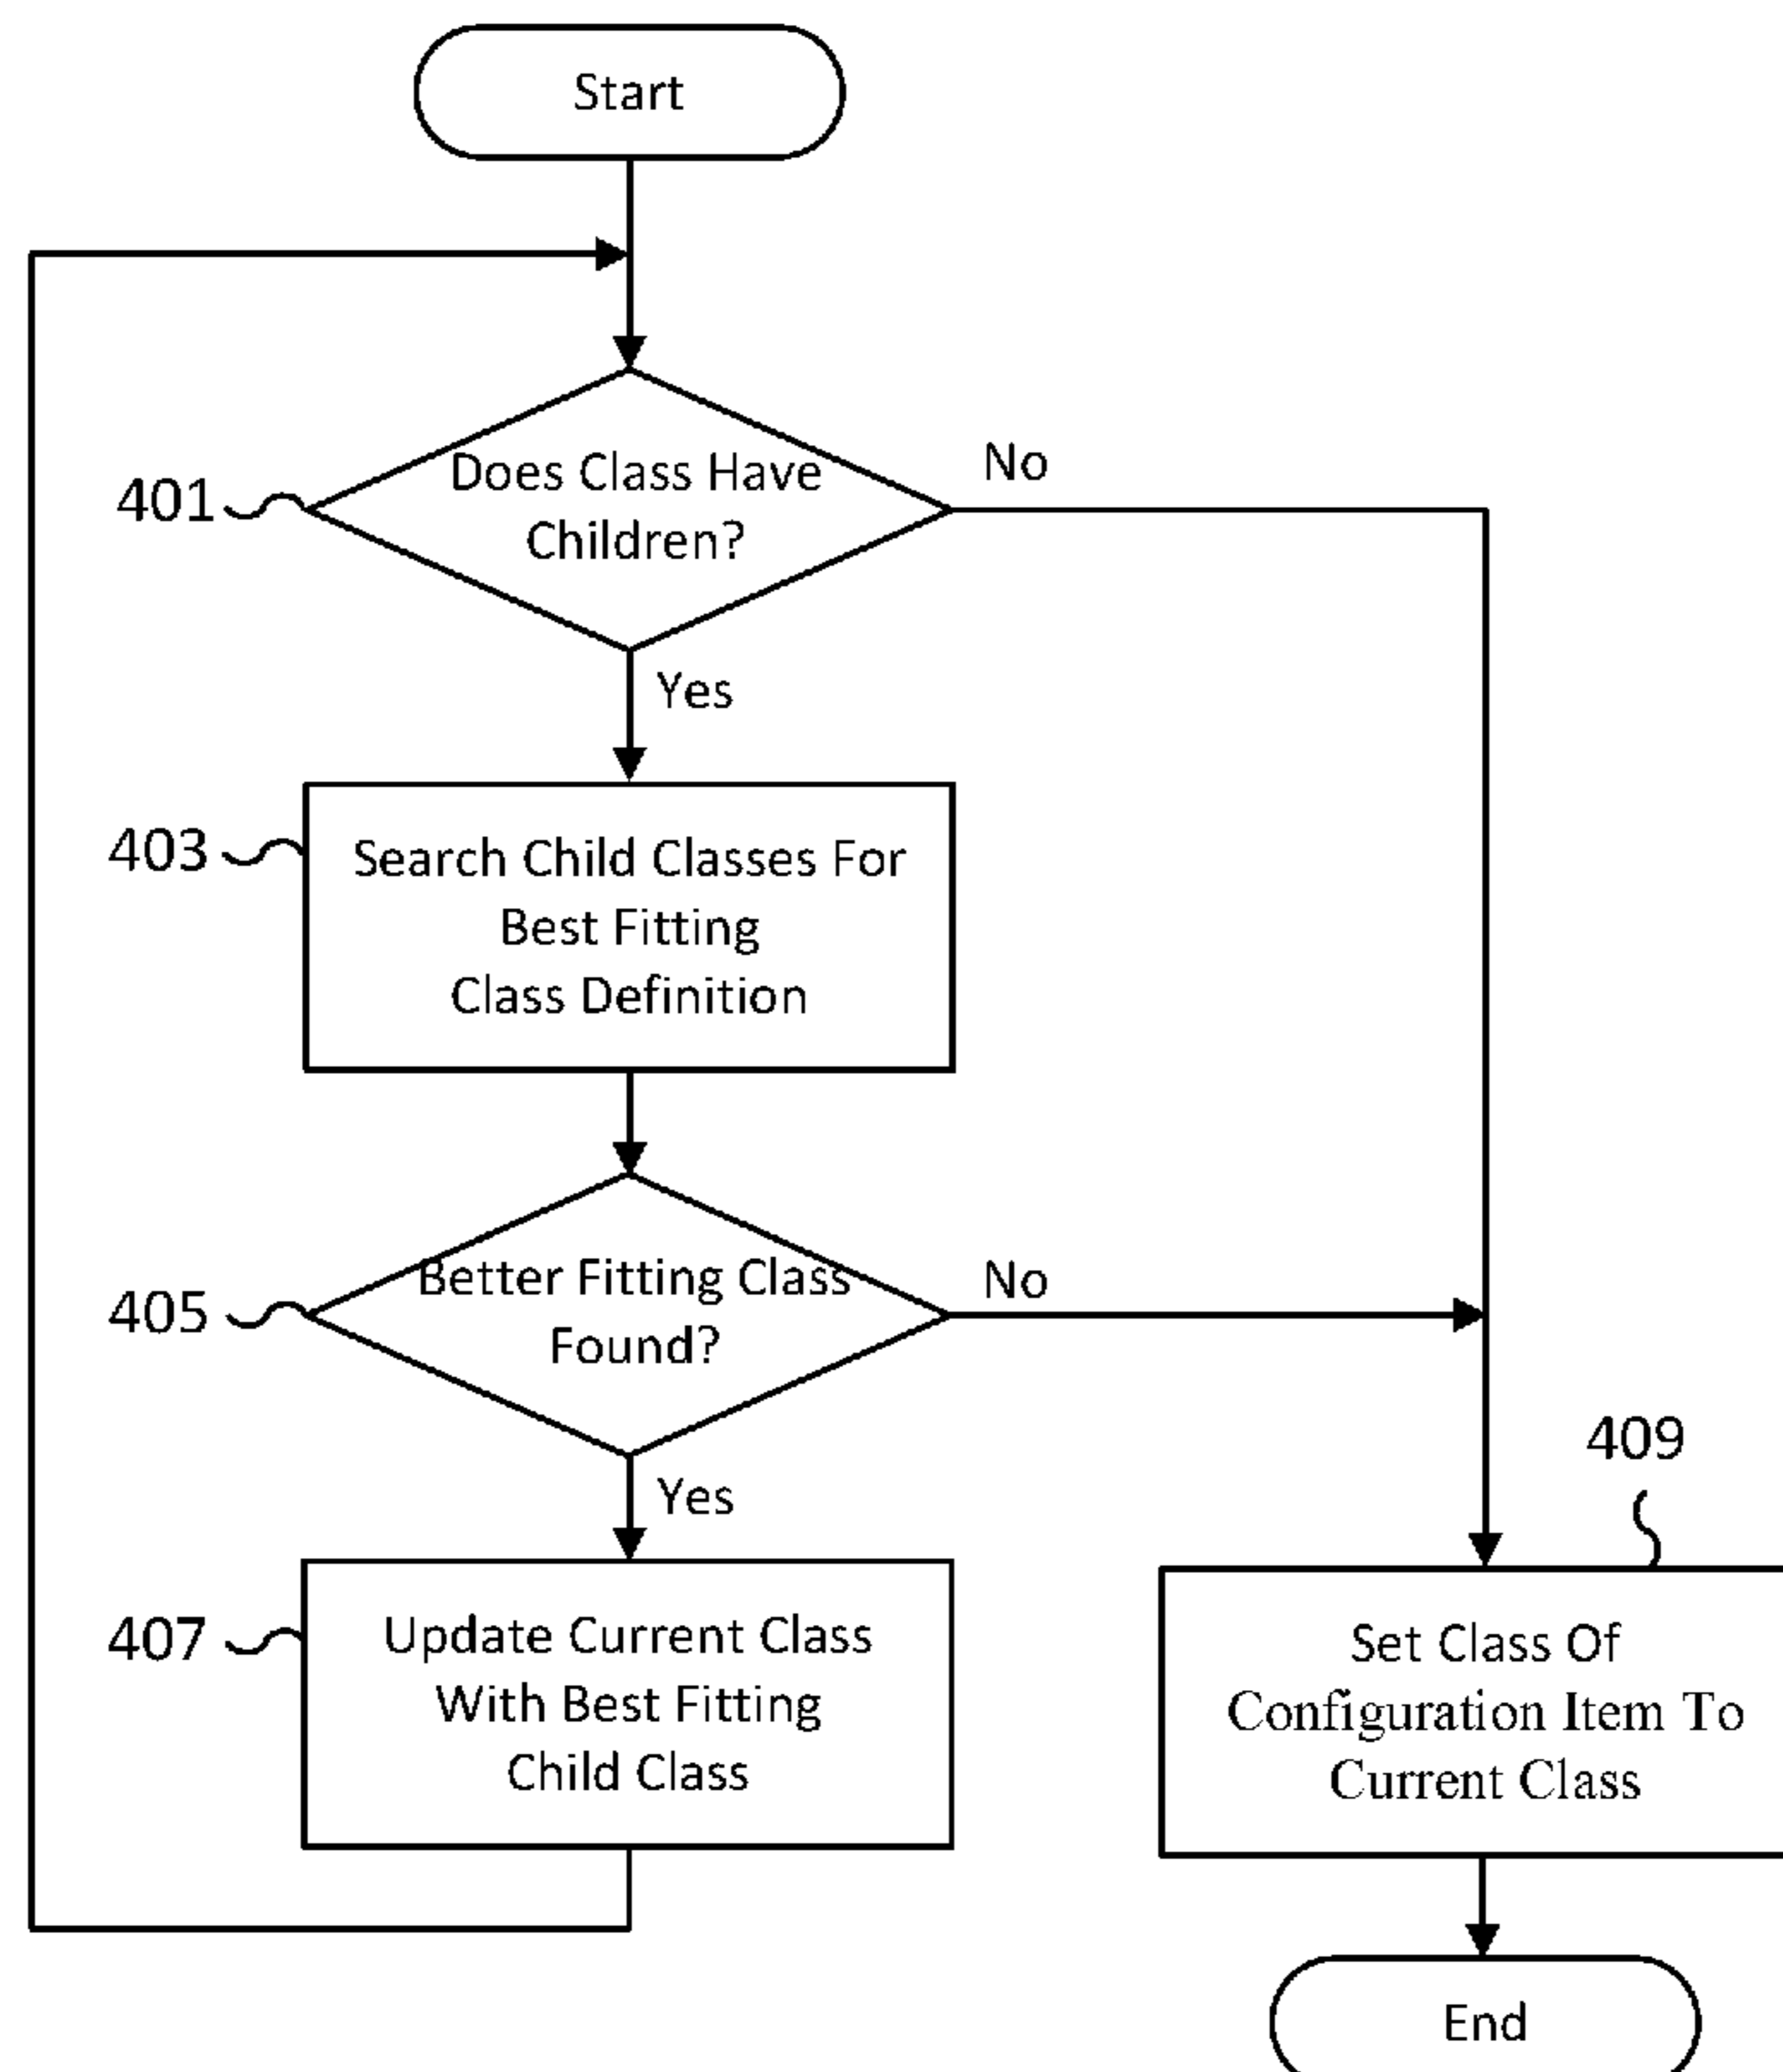 Start
401
Does Class Have
Children?
No
Yes
403
Search Child Classes For
Best Fitting
Class Definition
405
Better Fitting Class
Found?
No
Yes
407
Update Current Class
With Best Fitting
Child Class
409
Set Class Of
Configuration Item To
Current Class
End